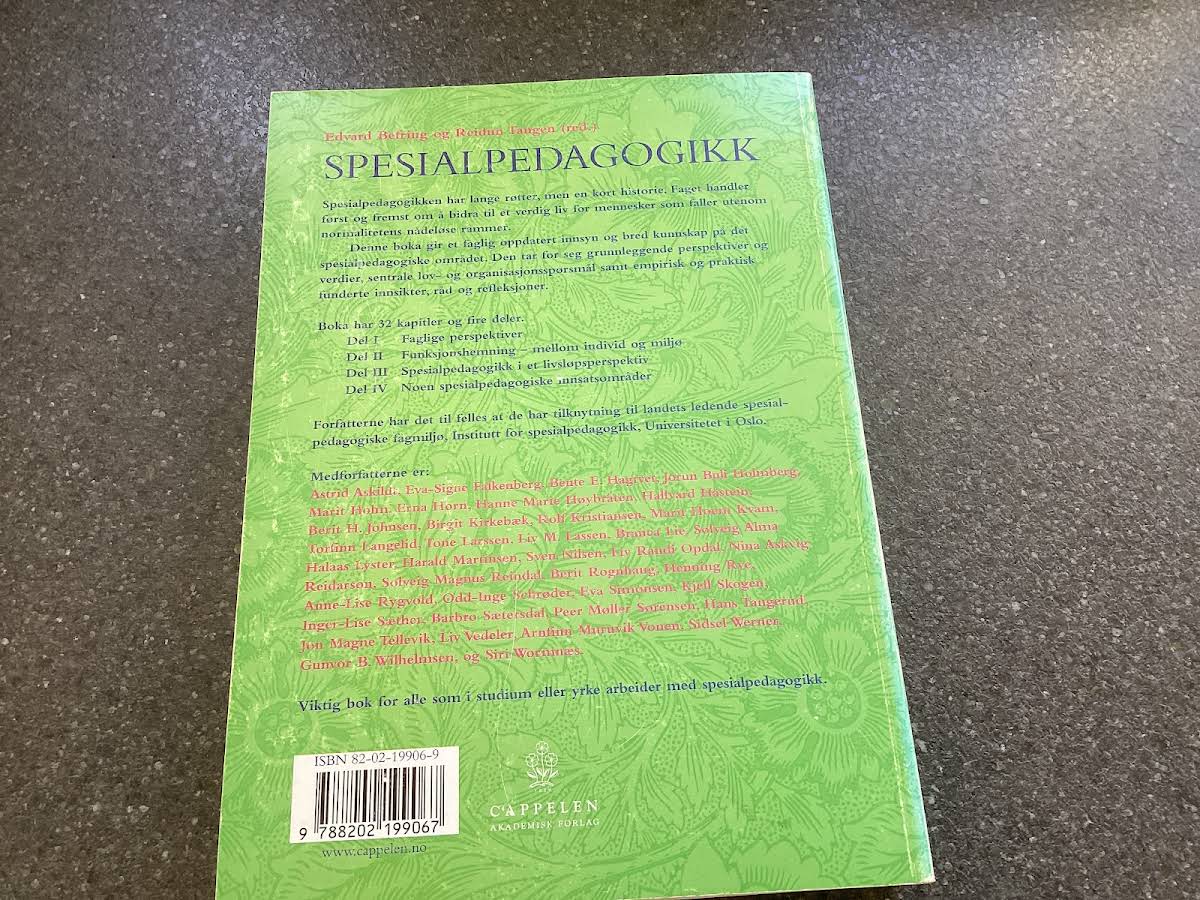 Edvard Befring og Reidun Tangen (red.)
SPESIALPEDAGOGIKK
Spesialpedagogikken har lange røtter, men en kort historie. Faget handler
først og fremst om å bidra til et verdig liv for mennesker som faller utenom
normalitetens nådeløse rammer.
Denne boka gir et faglig oppdatert innsyn og bred kunnskap på det
spesialpedagogiske området. Den tar for seg grunnleggende perspektiver og
verdier, sentrale lov- og organisasjonsspørsmål samt empirisk og praktisk
funderte innsikter, råd og refleksjoner.
Boka har 32 kapitler og fire deler.
Del I Faglige perspektiver
Del II Funksjonshemning – mellom individ og miljø
Del III Spesialpedagogikk i et livsløpsperspektiv
Del IV Noen spesialpedagogiske innsatsområder
Forfatterne har det til felles at de har tilknytning til landets ledende spesial-
pedagogiske fagmiljø, Institutt for spesialpedagogikk, Universitetet i Oslo.
Medforfatterne er:
Astrid Askildt, Eva-Signe Falkenberg, Bente E. Hagtvet, Jorun Buli Holmberg,
Marit Hohn, Erna Horn, Hanne Marie Høybråten, Hallvard Håstein,
Berit H. Johnsen, Birgit Kirkebæk, Rolf Kristiansen, Marit Hoem Kvam,
Torfinn Langelid, Tone Larssen, Liv M. Lassen, Branca Lie, Solveig Alma
Halaas Lyster, Harald Martinsen, Sven Nilsen, Liv Randi Opdal, Nina Askvig
Reidarson, Solveig Magnus Reindal, Berit Rognhaug, Henning Rye,
Anne-Lise Rygvold, Odd-Inge Schrøder, Eva Simonsen, Kjell Skogen,
Inger-Lise Sæther, Barbro Sætersdal, Peer Møller Sørensen, Hans Tangerud,
Jon Magne Tellevik, Liv Vedeler, Arnfinn Muruvik Vonen, Sidsel Werner,
Gunvor B. Wilhelmsen, og Siri Wormnæs.
Viktig bok for alle som i studium eller yrke arbeider med spesialpedagogikk.
ISBN 82-02-19906-9
9 788202 199067
www.cappelen.no
CAPPELEN
AKADEMISK FORLAG